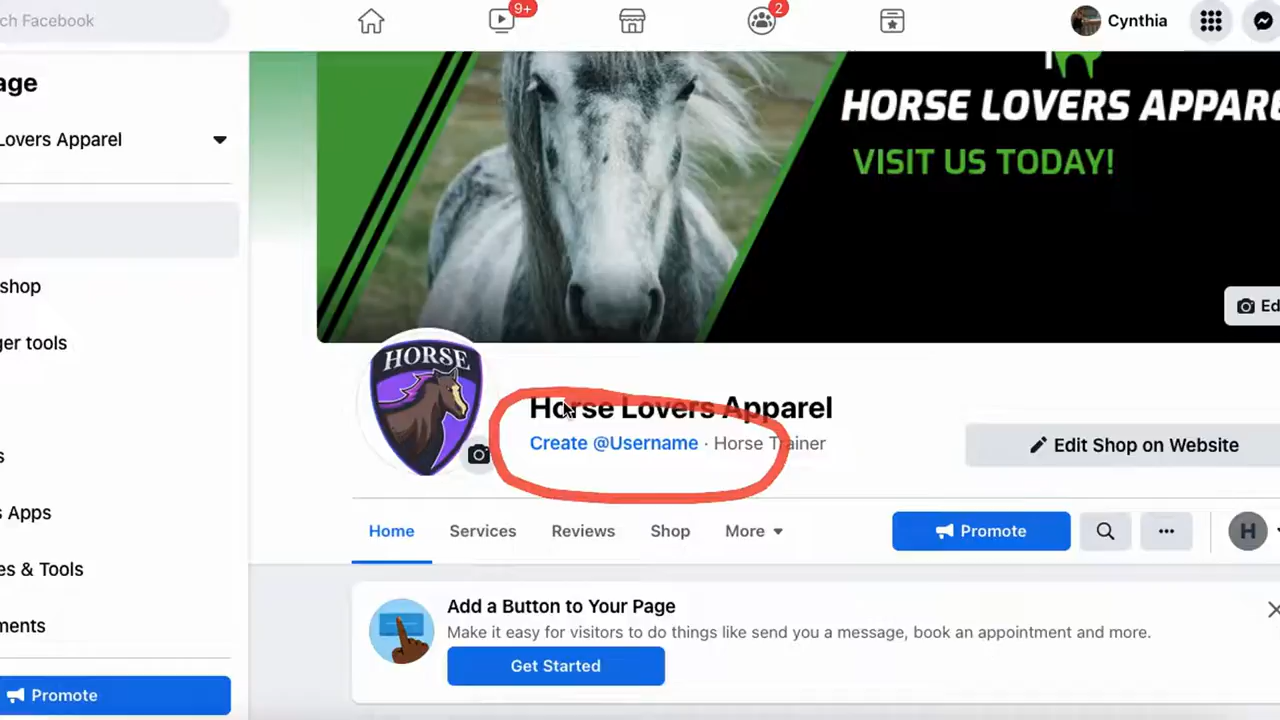 ch Facebook
9+
2
Cynthia
age
Lovers Apparel
shop
ger tools
s
s Apps
es & Tools
ments
Promote
HORSE LOVERS APPARE
VISIT US TODAY!
Ed
HORSE
Horse Lovers Apparel
Create @Username · Horse Trainer
Edit Shop on Website
Home Services Reviews Shop More
Promote
H
Add a Button to Your Page
Make it easy for visitors to do things like send you a message, book an appointment and more.
Get Started